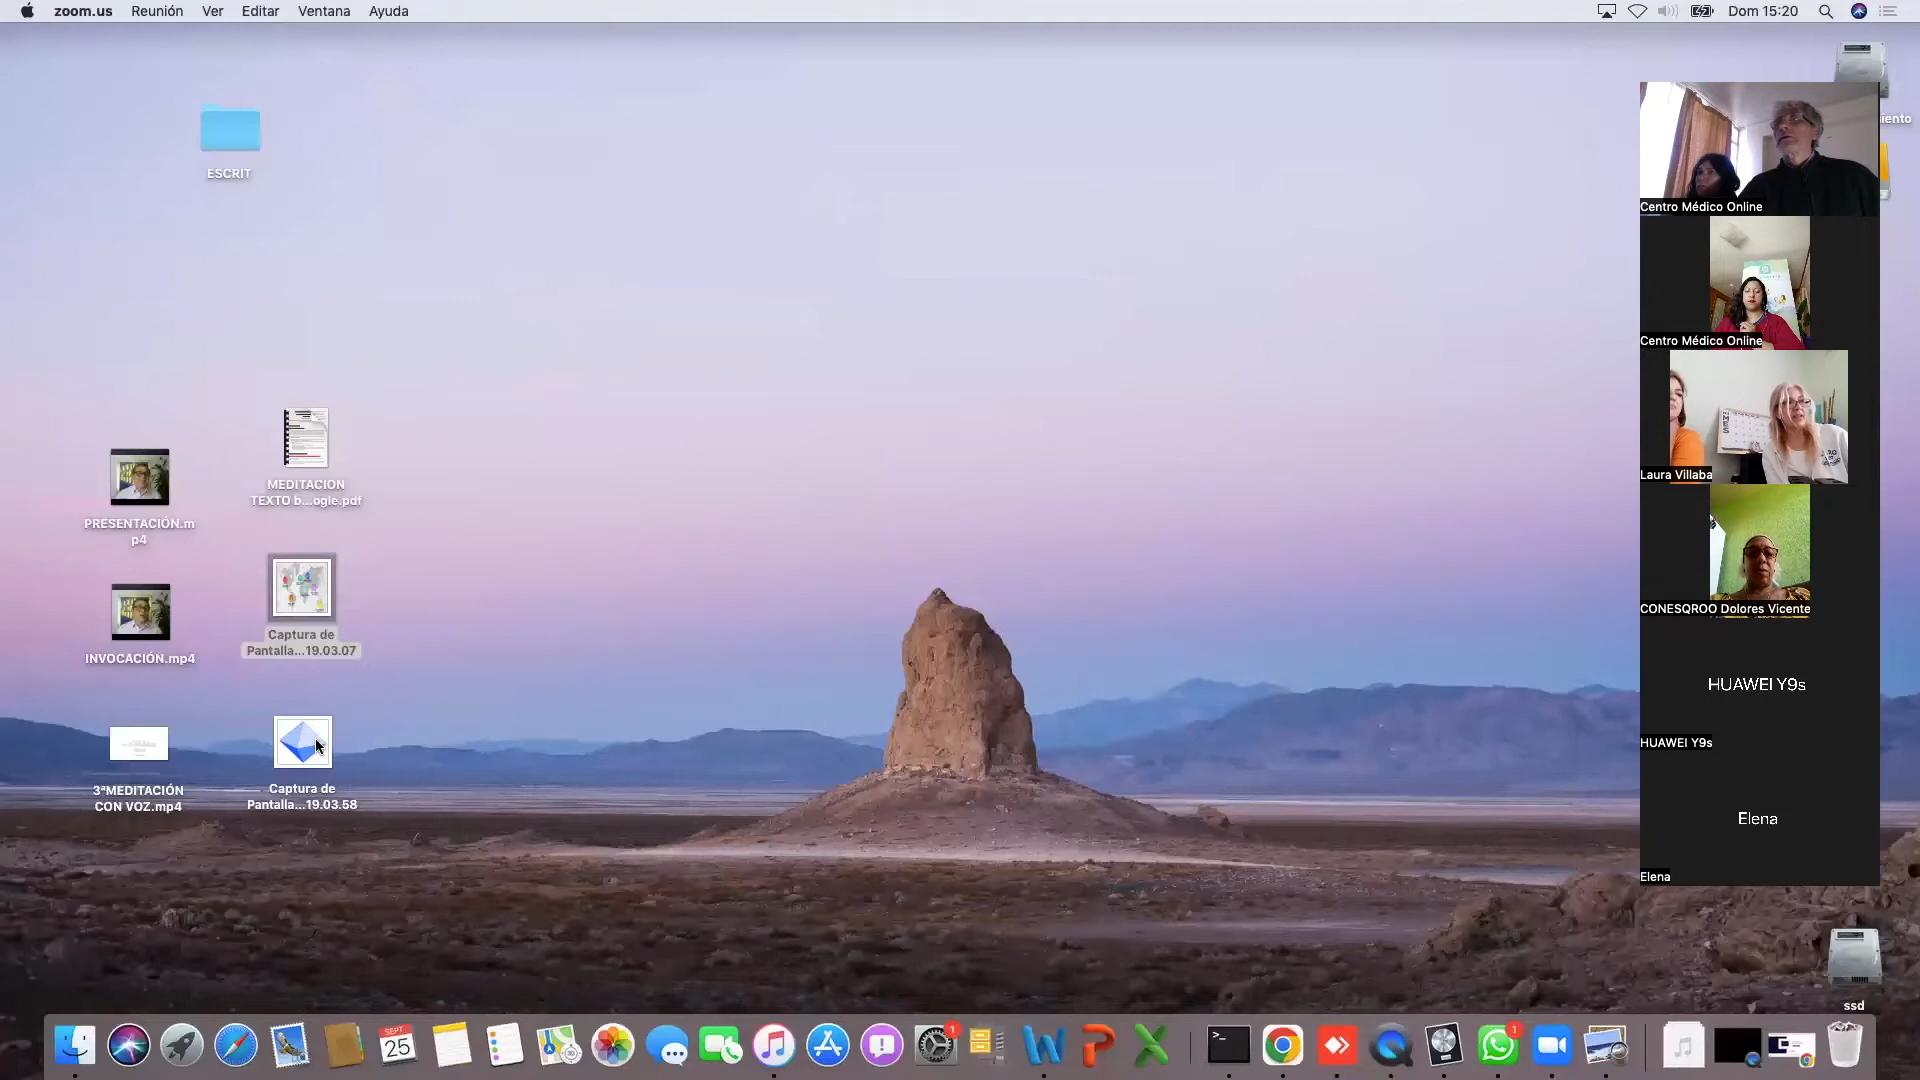 zoom.us Reunión Ver Editar Ventana Ayuda
Dom 15:20
ESCRIT
MEDITACION
TEXTO b...ogle.pdf
PRESENTACIÓN.m
p4
Captura de
Pantalla...19.03.07
INVOCACIÓN.mp4
3ªMEDITACIÓN
CON VOZ.mp4
Captura de
Pantalla...19.03.58
iento
Centro Médico Online
Centro Médico Online
Laura Villaba
CONESQROO Dolores Vicente
HUAWEI Y9s
HUAWEI Y9s
Elena
Elena
ssd
SEPT
25
1
1